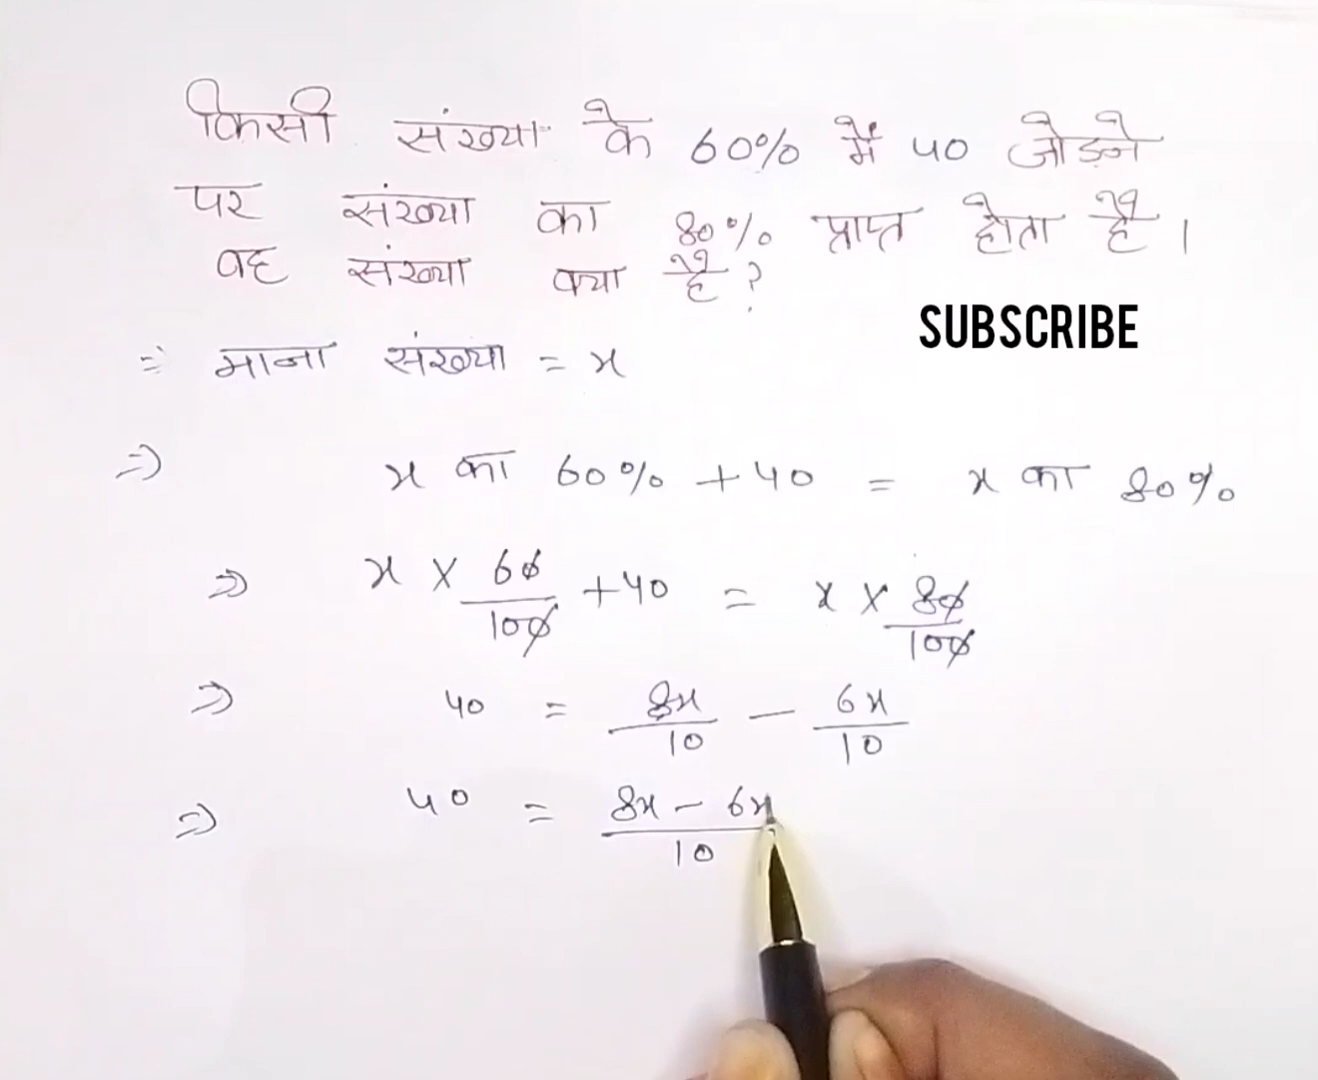 किसी संख्या के 60% में 40 जोड़ने
पर संख्या का 80% प्राप्त होता है।
वह संख्या क्या है?
SUBSCRIBE
⇒ माना संख्या = x
⇒ x का 60% + 40 = x का 80%
⇒ x × 60/100 + 40 = x × 80/100
⇒ 40 = 8x/10 − 6x/10
⇒ 40 = 8x − 6x/10